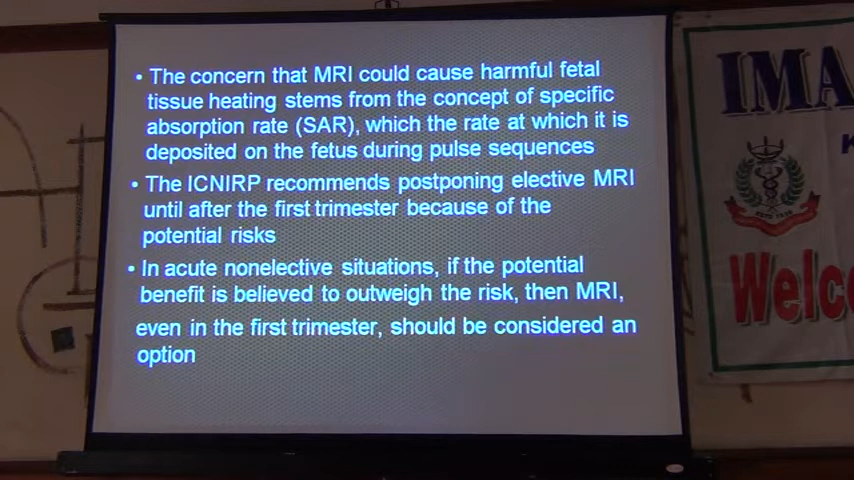 • The concern that MRI could cause harmful fetal
tissue heating stems from the concept of specific
absorption rate (SAR), which the rate at which it is
deposited on the fetus during pulse sequences
• The ICNIRP recommends postponing elective MRI
until after the first trimester because of the
potential risks
• In acute nonelective situations, if the potential
benefit is believed to outweigh the risk, then MRI,
even in the first trimester, should be considered an
option
IMA
K
Welco